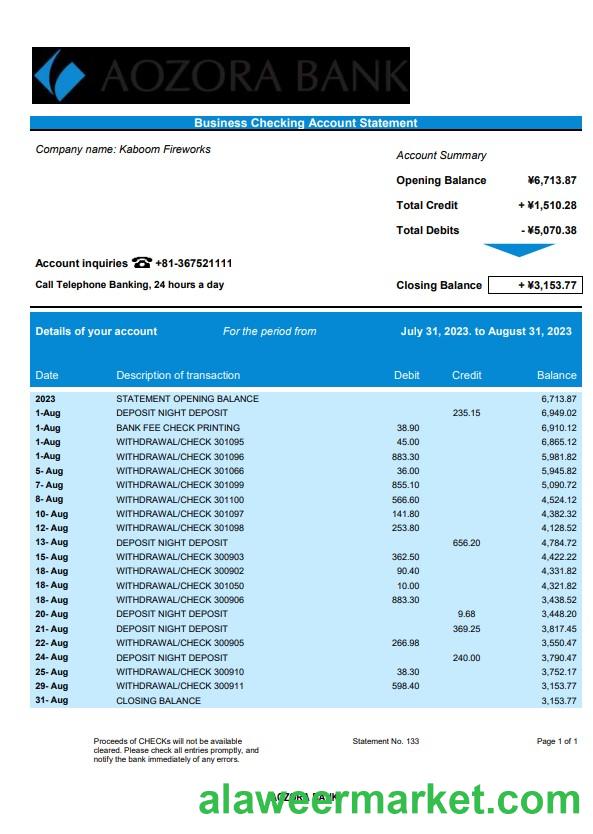 AOZORA BANK
Business Checking Account Statement
Company name: Kaboom Fireworks
Account Summary
Opening Balance ¥6,713.87
Total Credit + ¥1,510.28
Total Debits - ¥5,070.38
Account inquiries ☎ +81-367521111
Call Telephone Banking, 24 hours a day
Closing Balance + ¥3,153.77
Details of your account For the period from July 31, 2023. to August 31, 2023
Date Description of transaction Debit Credit Balance
2023 STATEMENT OPENING BALANCE 6,713.87
1-Aug DEPOSIT NIGHT DEPOSIT 235.15 6,949.02
1-Aug BANK FEE CHECK PRINTING 38.90 6,910.12
1-Aug WITHDRAWAL/CHECK 301095 45.00 6,865.12
1-Aug WITHDRAWAL/CHECK 301096 883.30 5,981.82
5- Aug WITHDRAWAL/CHECK 301066 36.00 5,945.82
7- Aug WITHDRAWAL/CHECK 301099 855.10 5,090.72
8- Aug WITHDRAWAL/CHECK 301100 566.60 4,524.12
10- Aug WITHDRAWAL/CHECK 301097 141.80 4,382.32
12- Aug WITHDRAWAL/CHECK 301098 253.80 4,128.52
13- Aug DEPOSIT NIGHT DEPOSIT 656.20 4,784.72
15- Aug WITHDRAWAL/CHECK 300903 362.50 4,422.22
18- Aug WITHDRAWAL/CHECK 300902 90.40 4,331.82
18- Aug WITHDRAWAL/CHECK 301050 10.00 4,321.82
18- Aug WITHDRAWAL/CHECK 300906 883.30 3,438.52
20- Aug DEPOSIT NIGHT DEPOSIT 9.68 3,448.20
21- Aug DEPOSIT NIGHT DEPOSIT 369.25 3,817.45
22- Aug WITHDRAWAL/CHECK 300905 266.98 3,550.47
24- Aug DEPOSIT NIGHT DEPOSIT 240.00 3,790.47
25- Aug WITHDRAWAL/CHECK 300910 38.30 3,752.17
29- Aug WITHDRAWAL/CHECK 300911 598.40 3,153.77
31- Aug CLOSING BALANCE 3,153.77
Proceeds of CHECKs will not be available
cleared. Please check all entries promptly, and
notify the bank immediately of any errors.
Statement No. 133
Page 1 of 1
AOZORA BANK
alaweermarket.com